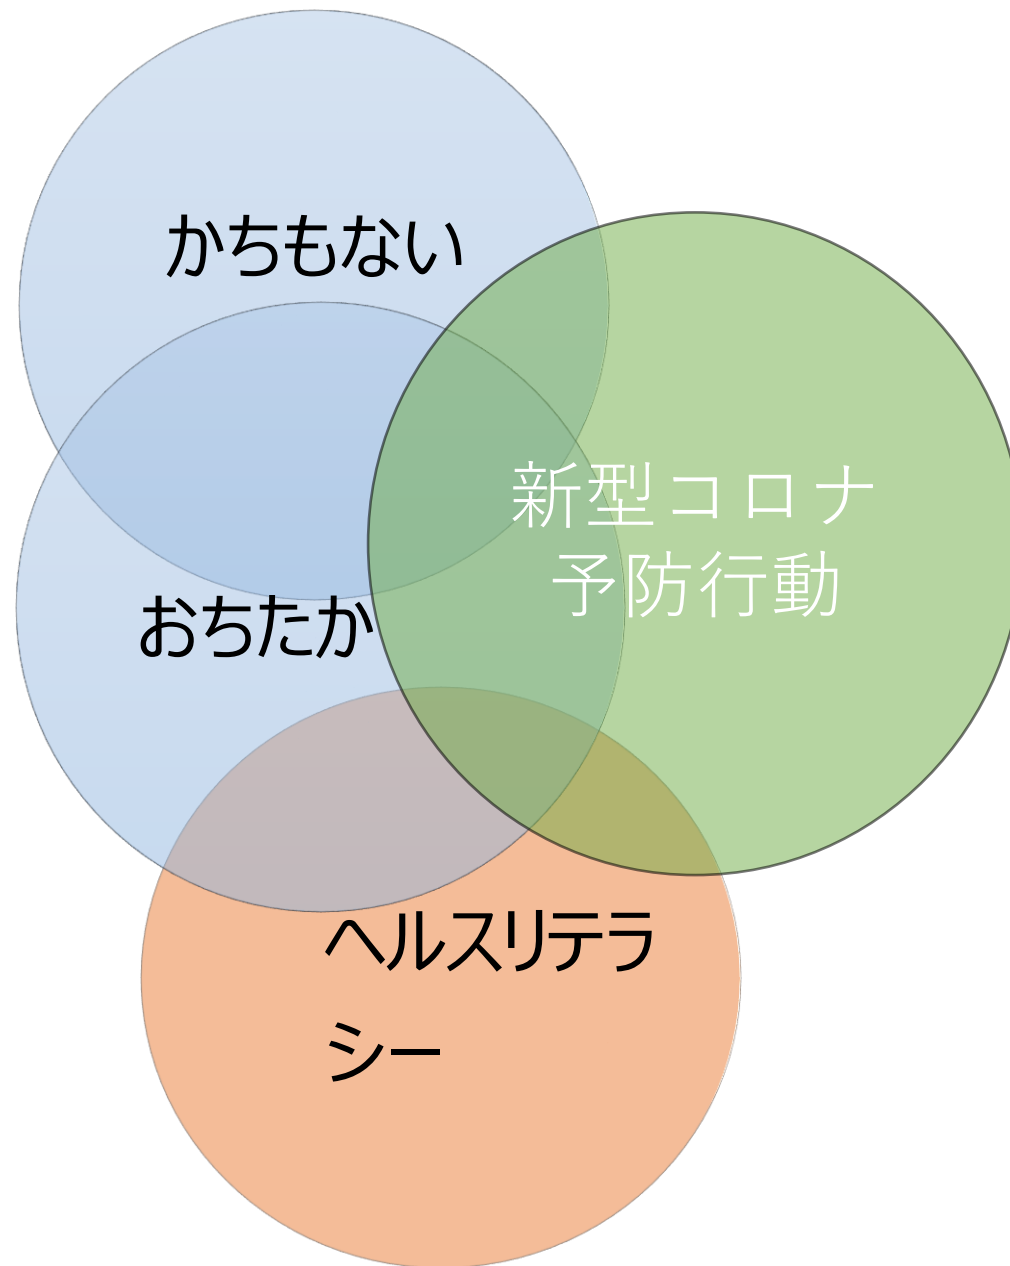 かちもない
新型コロナ
予防行動
おちたか
ヘルスリテラ
シー